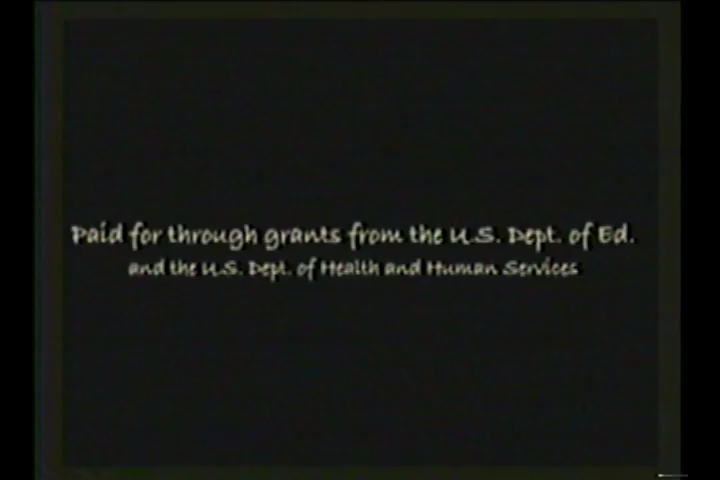 Paid for through grants from the U.S. Dept. of Ed.
and the U.S. Dept. of Health and Human Services